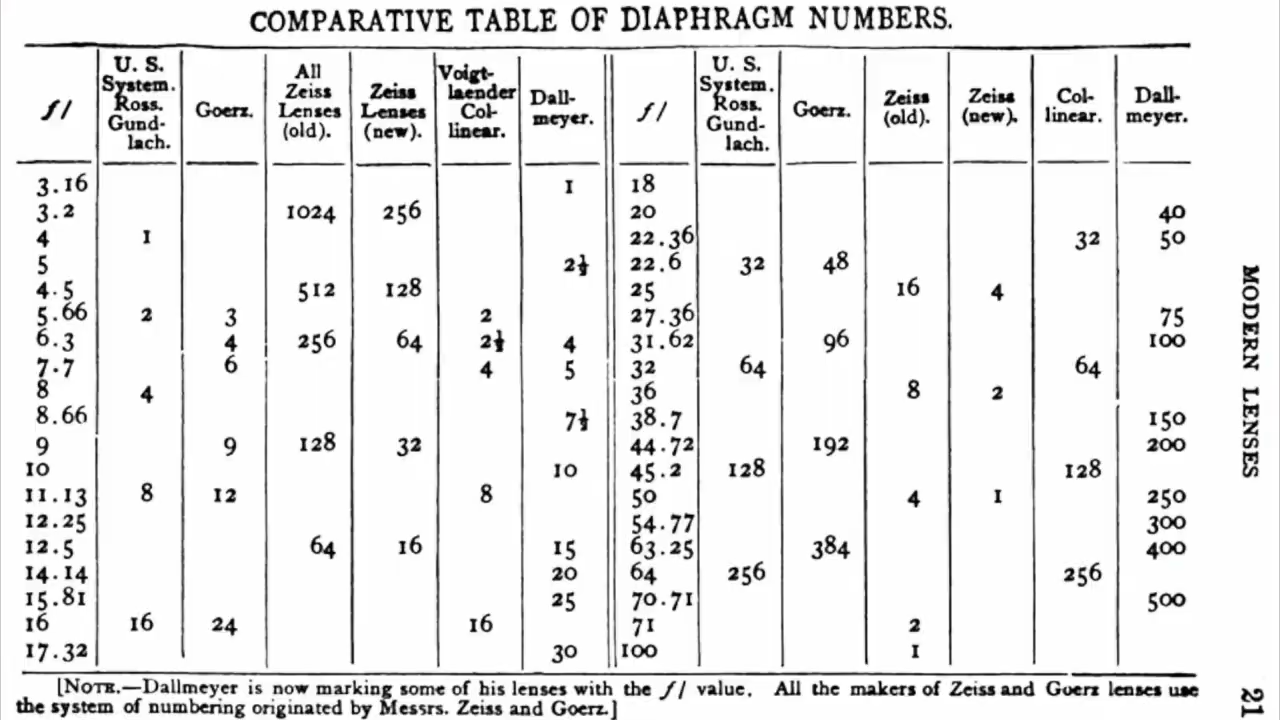 COMPARATIVE TABLE OF DIAPHRAGM NUMBERS.
f/ | U. S. System. Ross. Gundlach. | Goerz. | All Zeiss Lenses (old). | Zeiss Lenses (new). | Voigtlaender Collinear. | Dallmeyer. | f/ | U. S. System. Ross. Gundlach. | Goerz. | Zeiss (old). | Zeiss (new). | Collinear. | Dallmeyer.
3.16 | | | | | | 1 | 18 | | | | | |
3.2 | | | 1024 | 256 | | | 20 | | | | | | 40
4 | 1 | | | | | | 22.36 | | | | | 32 | 50
5 | | | | | | 2½ | 22.6 | 32 | 48 | | | |
4.5 | | | 512 | 128 | | | 25 | | | 16 | 4 | |
5.66 | 2 | 3 | | | 2 | | 27.36 | | | | | | 75
6.3 | | 4 | 256 | 64 | 2½ | 4 | 31.62 | | 96 | | | | 100
7.7 | | 6 | | | 4 | 5 | 32 | 64 | | | | 64 |
8 | 4 | | | | | | 36 | | | 8 | 2 | |
8.66 | | | | | | 7½ | 38.7 | | | | | | 150
9 | | 9 | 128 | 32 | | | 44.72 | | 192 | | | | 200
10 | | | | | | 10 | 45.2 | 128 | | | | 128 |
11.13 | 8 | 12 | | | 8 | | 50 | | | 4 | 1 | | 250
12.25 | | | | | | | 54.77 | | | | | | 300
12.5 | | | 64 | 16 | | 15 | 63.25 | | 384 | | | | 400
14.14 | | | | | | 20 | 64 | 256 | | | | 256 |
15.81 | | | | | | 25 | 70.71 | | | | | | 500
16 | 16 | 24 | | | 16 | | 71 | | | 2 | | |
17.32 | | | | | | 30 | 100 | | | 1 | | |
[NOTE.—Dallmeyer is now marking some of his lenses with the f/ value. All the makers of Zeiss and Goerz lenses use
the system of numbering originated by Messrs. Zeiss and Goerz.]
MODERN LENSES
21